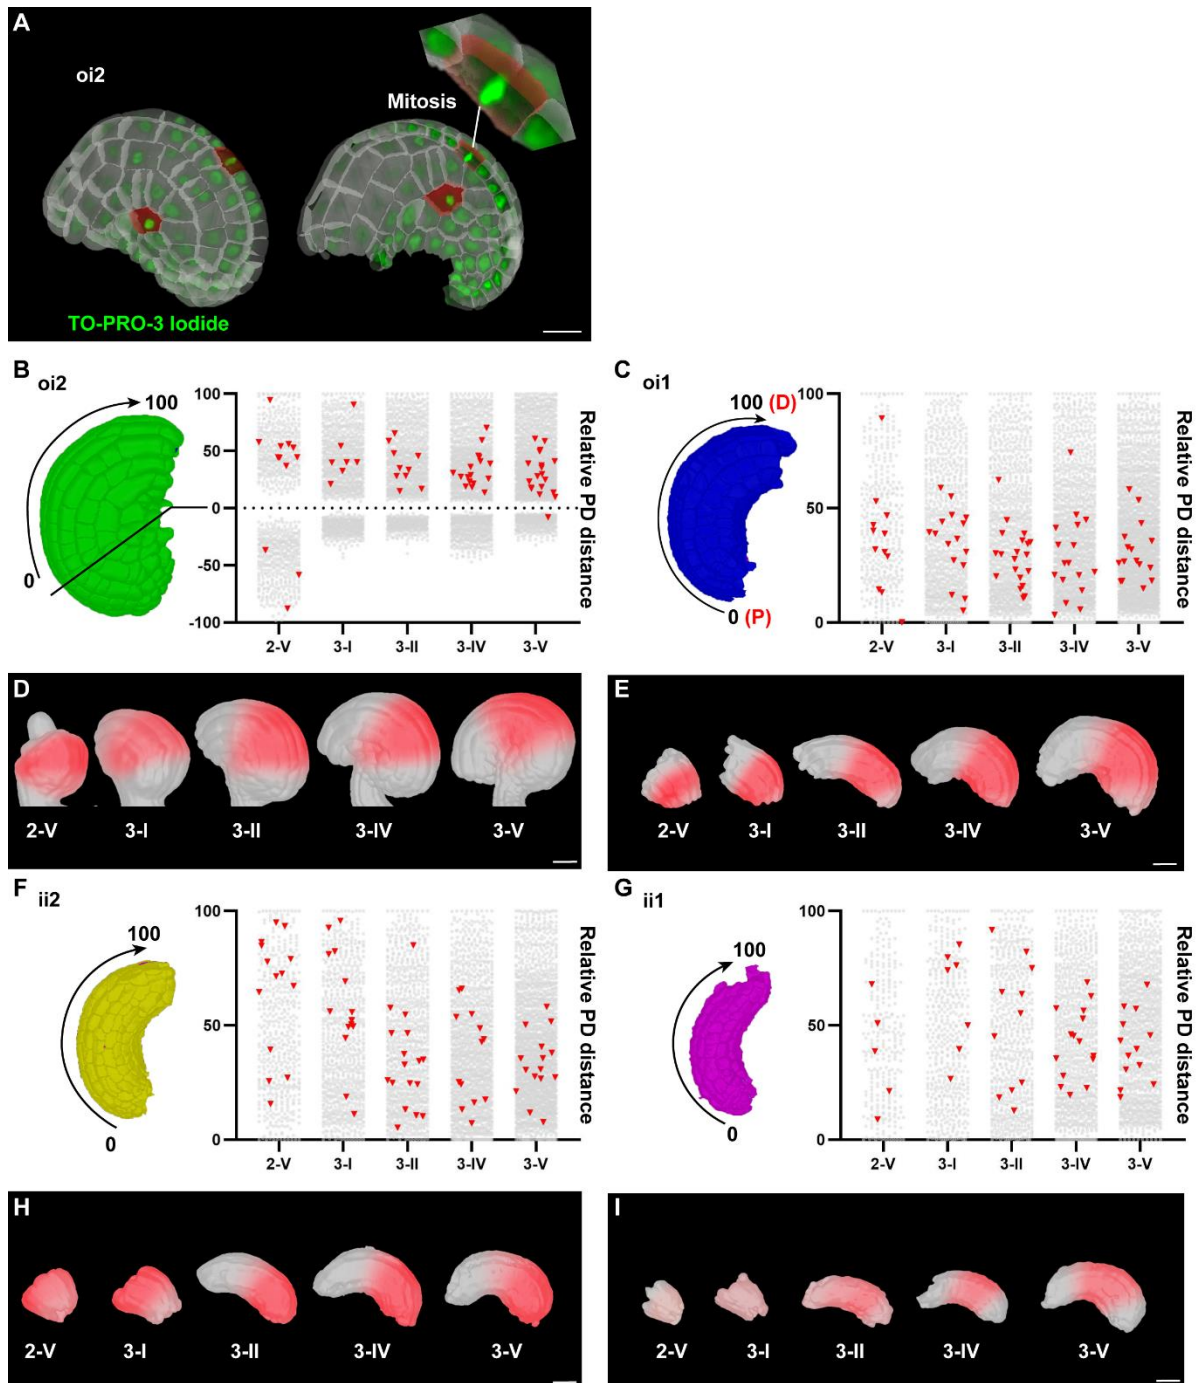 A
oi2
Mitosis
TO-PRO-3 Iodide
B
oi2
100
0
100
50
0
-50
-100
2-V 3-I 3-II 3-IV 3-V
Relative PD distance
C
oi1
100 (D)
0 (P)
100
50
0
2-V 3-I 3-II 3-IV 3-V
Relative PD distance
D
2-V 3-I 3-II 3-IV 3-V
E
2-V 3-I 3-II 3-IV 3-V
F
ii2
100
0
100
50
0
2-V 3-I 3-II 3-IV 3-V
Relative PD distance
G
ii1
100
0
100
50
0
2-V 3-I 3-II 3-IV 3-V
Relative PD distance
H
2-V 3-I 3-II 3-IV 3-V
I
2-V 3-I 3-II 3-IV 3-V